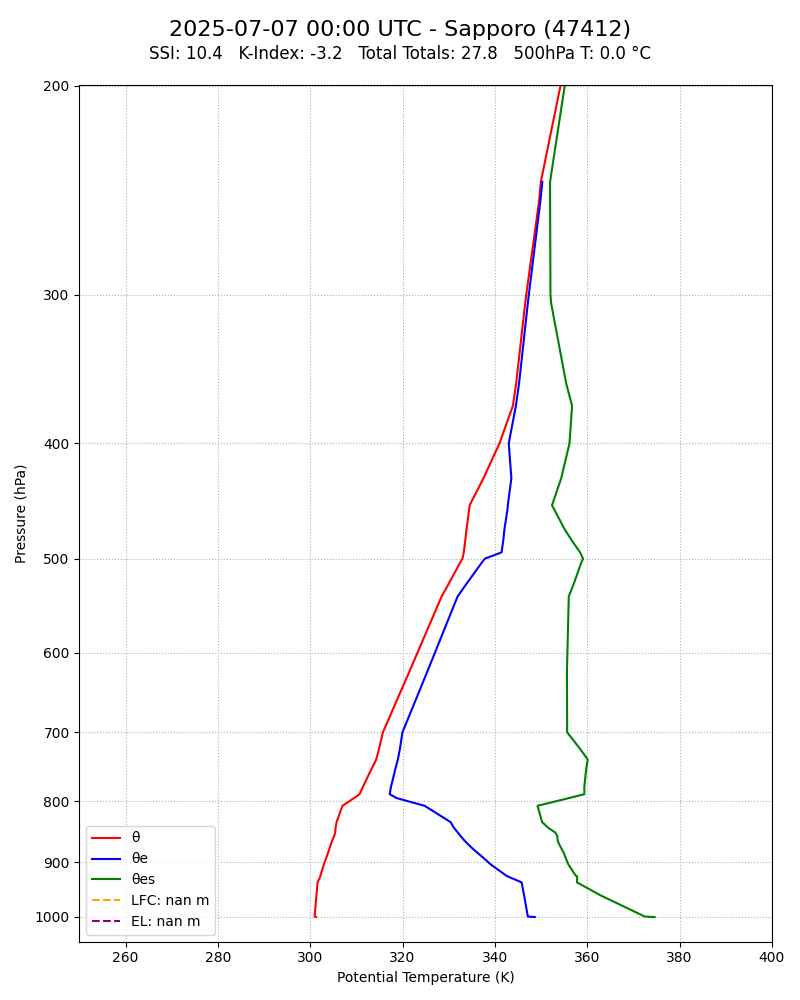 2025-07-07 00:00 UTC - Sapporo (47412)
SSI: 10.4   K-Index: -3.2   Total Totals: 27.8   500hPa T: 0.0 °C
200
300
400
500
600
700
800
900
1000
Pressure (hPa)
θ
θe
θes
LFC: nan m
EL: nan m
260 280 300 320 340 360 380 400
Potential Temperature (K)